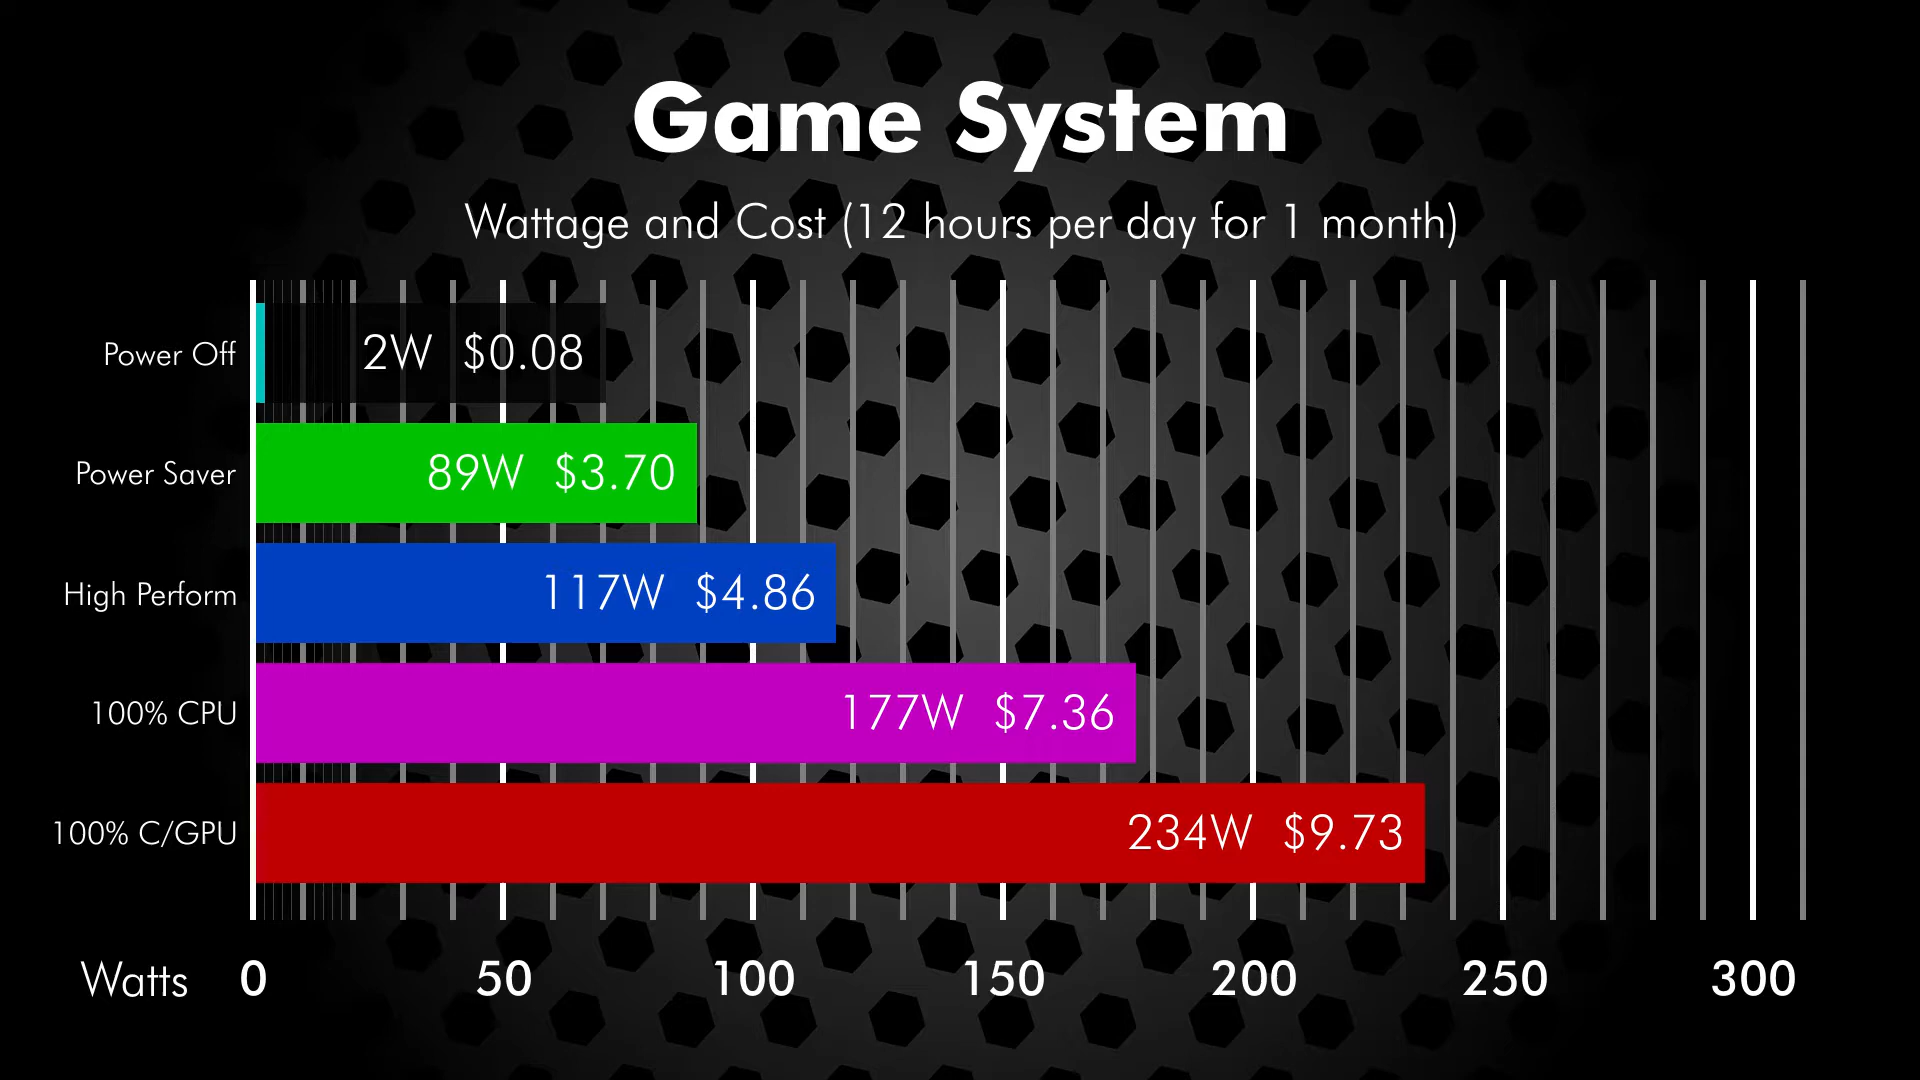 Game System
Wattage and Cost (12 hours per day for 1 month)
Power Off 2W $0.08
Power Saver 89W $3.70
High Perform 117W $4.86
100% CPU 177W $7.36
100% C/GPU 234W $9.73
Watts 0 50 100 150 200 250 300